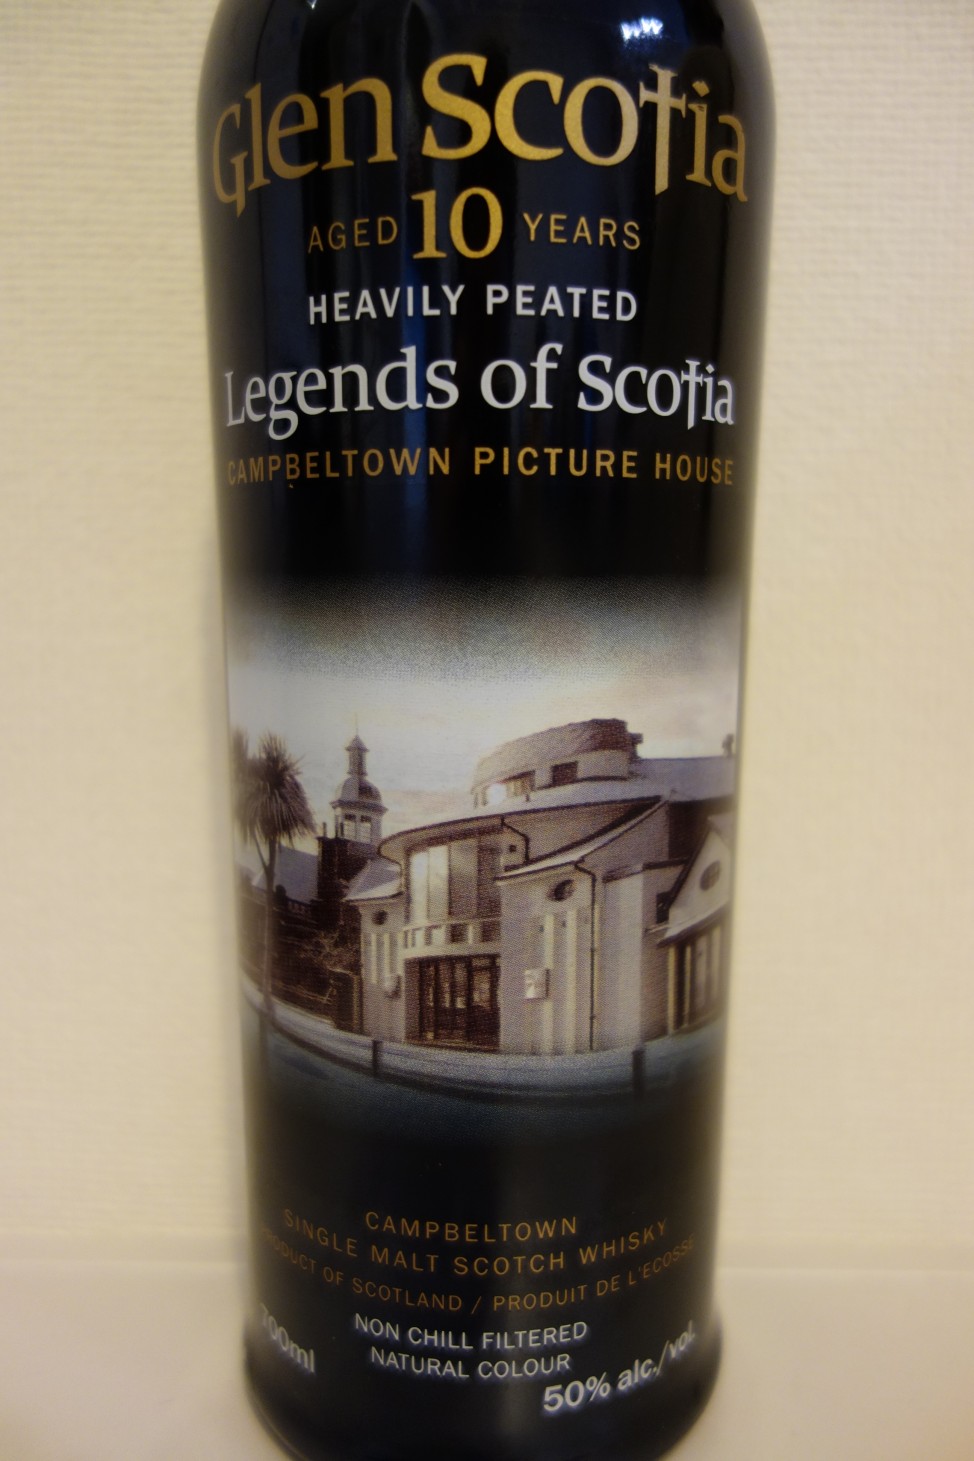 Glen Scotia
AGED 10 YEARS
HEAVILY PEATED
Legends of Scotia
CAMPBELTOWN PICTURE HOUSE
CAMPBELTOWN
SINGLE MALT SCOTCH WHISKY
PRODUCT OF SCOTLAND / PRODUIT DE L'ECOSSE
NON CHILL FILTERED
NATURAL COLOUR
700ml
50% alc./vol.